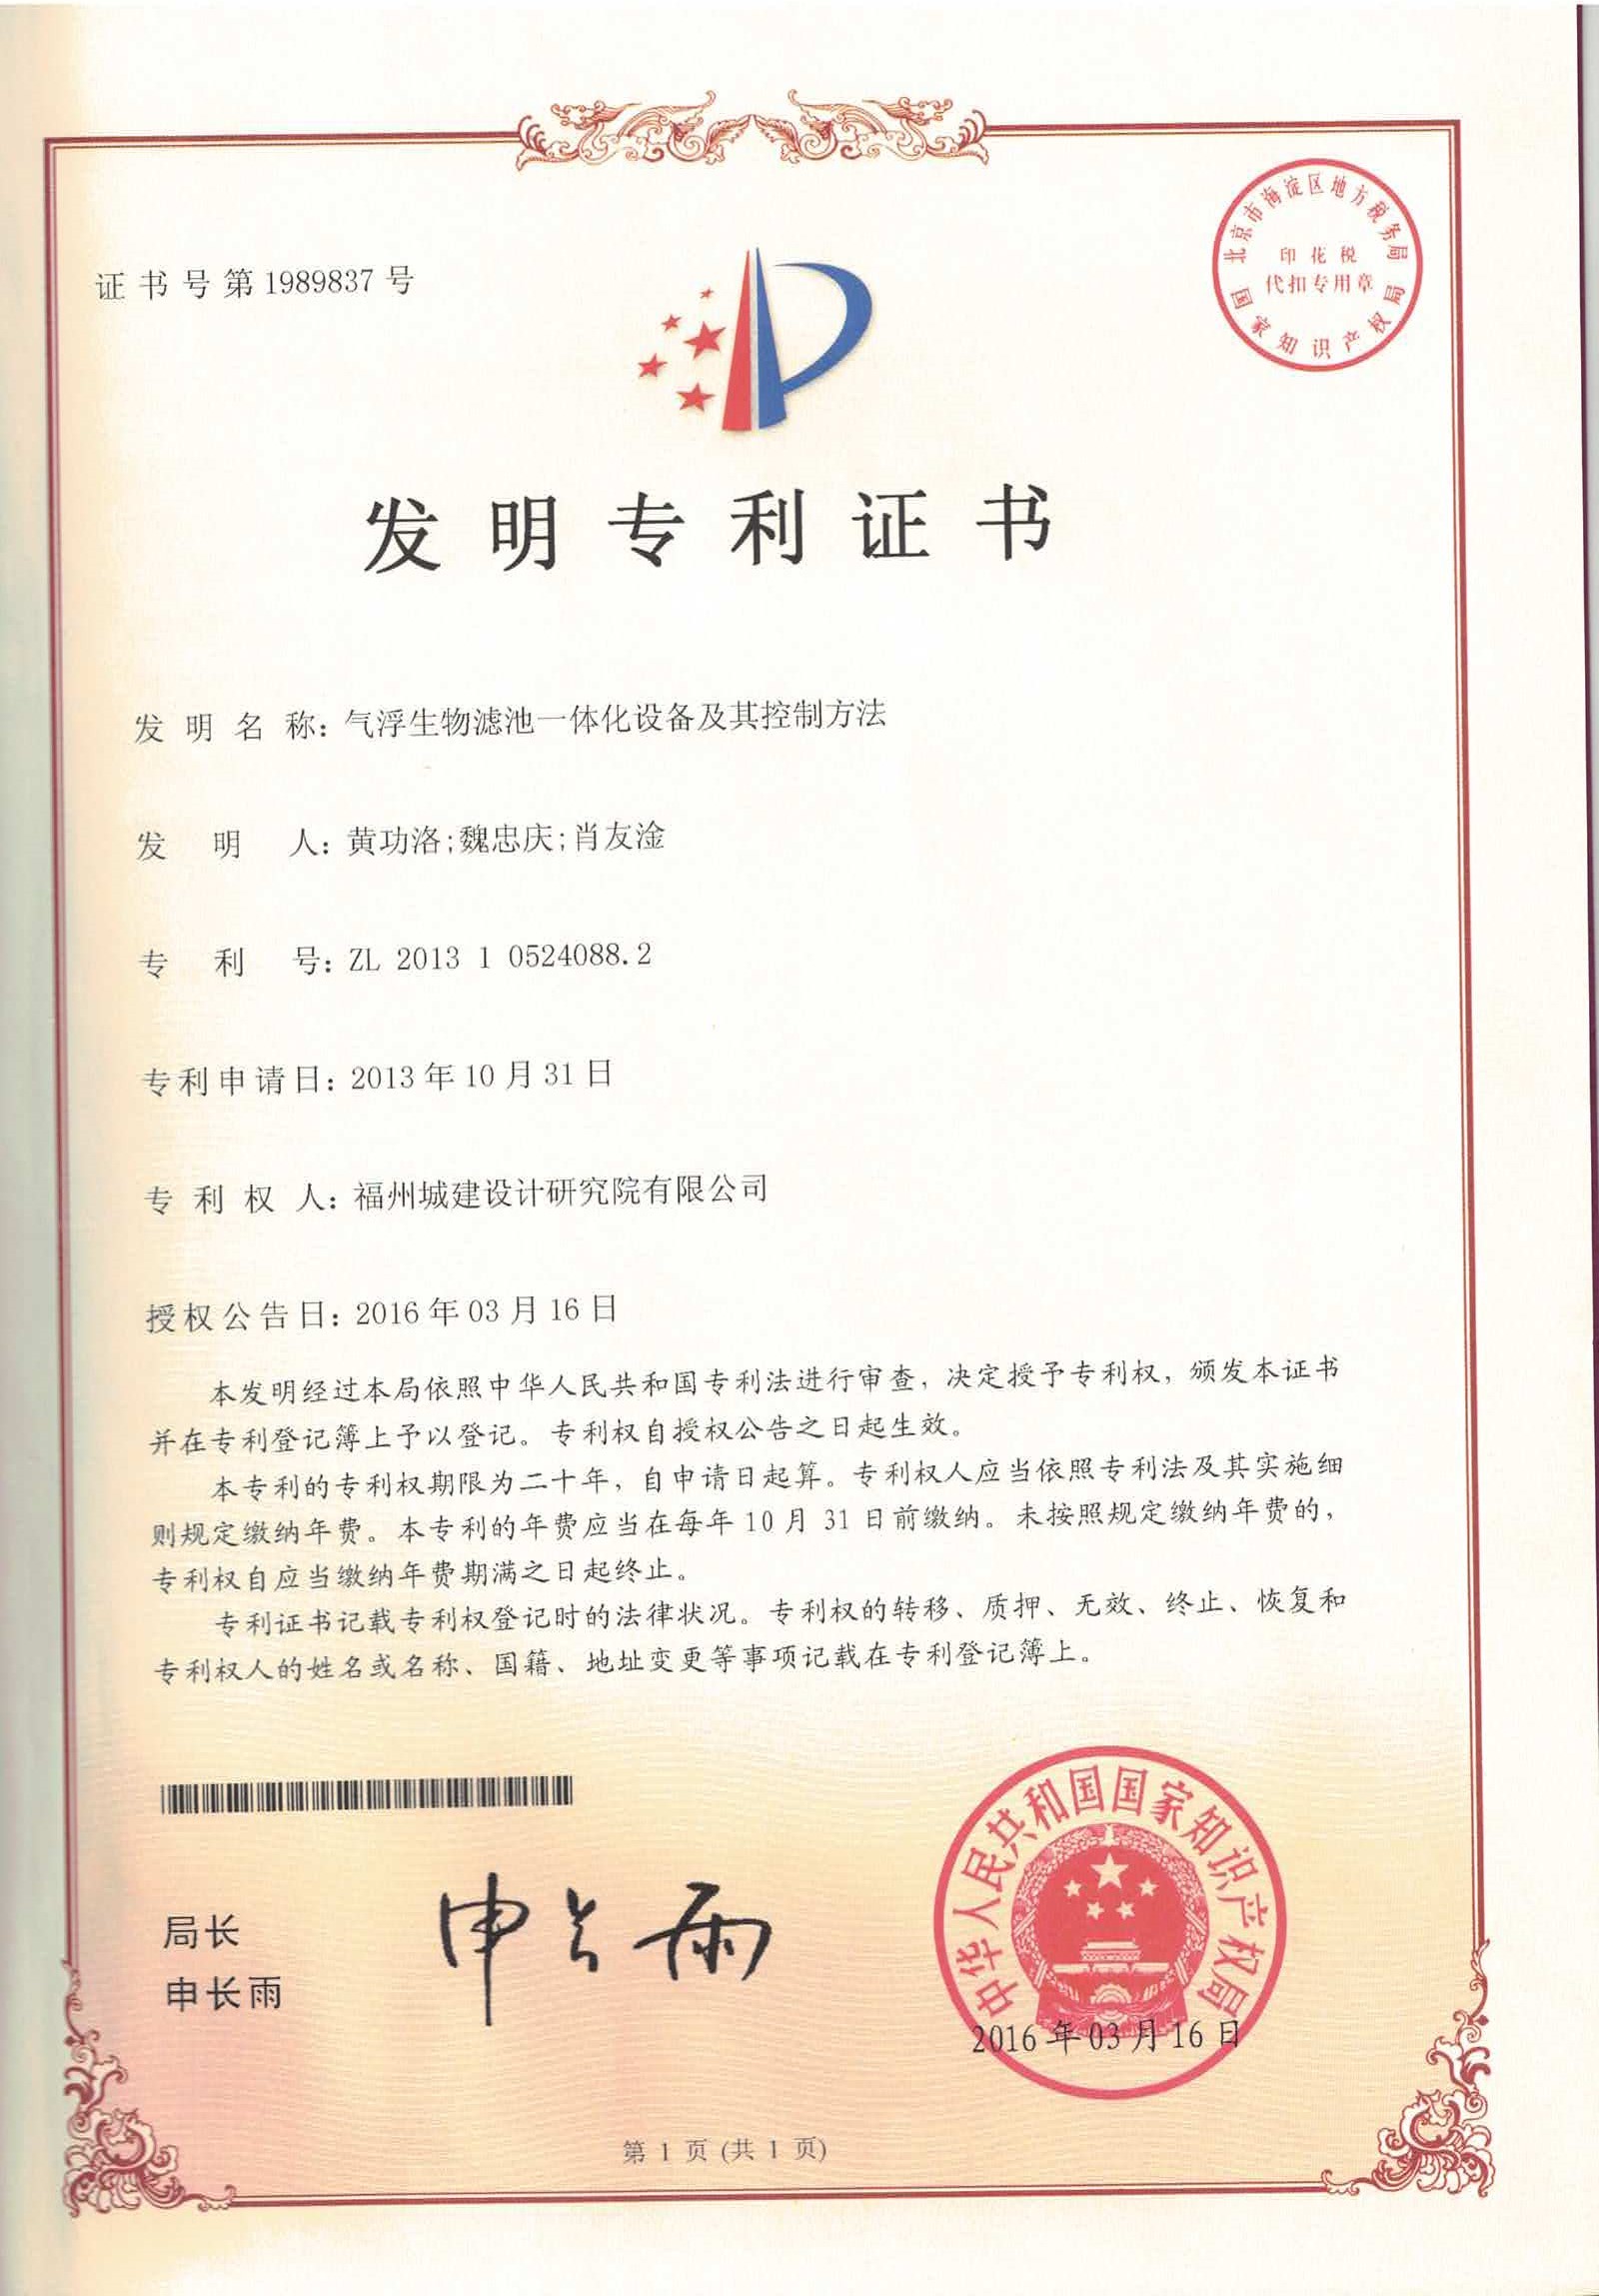 证书号第1989837号
北京市海淀区地方税务局
印花税
代扣专用章
国家知识产权局
发明专利证书
发明名称：气浮生物滤池一体化设备及其控制方法
发明人：黄功洛;魏忠庆;肖友淦
专利号：ZL 2013 1 0524088.2
专利申请日：2013年10月31日
专利权人：福州城建设计研究院有限公司
授权公告日：2016年03月16日
本发明经过本局依照中华人民共和国专利法进行审查，决定授予专利权，颁发本证书
并在专利登记簿上予以登记。专利权自授权公告之日起生效。
本专利的专利权期限为二十年，自申请日起算。专利权人应当依照专利法及其实施细
则规定缴纳年费。本专利的年费应当在每年10月31日前缴纳。未按照规定缴纳年费的，
专利权自应当缴纳年费期满之日起终止。
专利证书记载专利权登记时的法律状况。专利权的转移、质押、无效、终止、恢复和
专利权人的姓名或名称、国籍、地址变更等事项记载在专利登记簿上。
局长
申长雨
申长雨
中华人民共和国国家知识产权局
2016年03月16日
第1页(共1页)